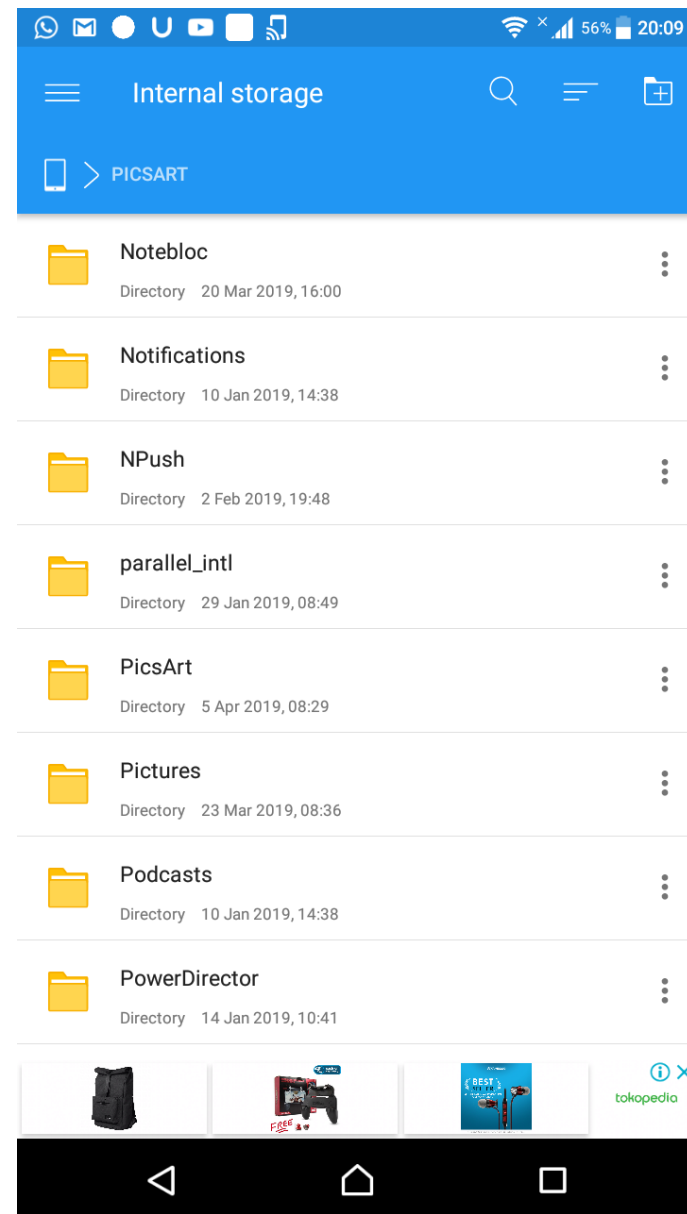 56% 20:09
Internal storage
PICSART
Notebloc
Directory 20 Mar 2019, 16:00
Notifications
Directory 10 Jan 2019, 14:38
NPush
Directory 2 Feb 2019, 19:48
parallel_intl
Directory 29 Jan 2019, 08:49
PicsArt
Directory 5 Apr 2019, 08:29
Pictures
Directory 23 Mar 2019, 08:36
Podcasts
Directory 10 Jan 2019, 14:38
PowerDirector
Directory 14 Jan 2019, 10:41
FREE
BEST
tokopedia